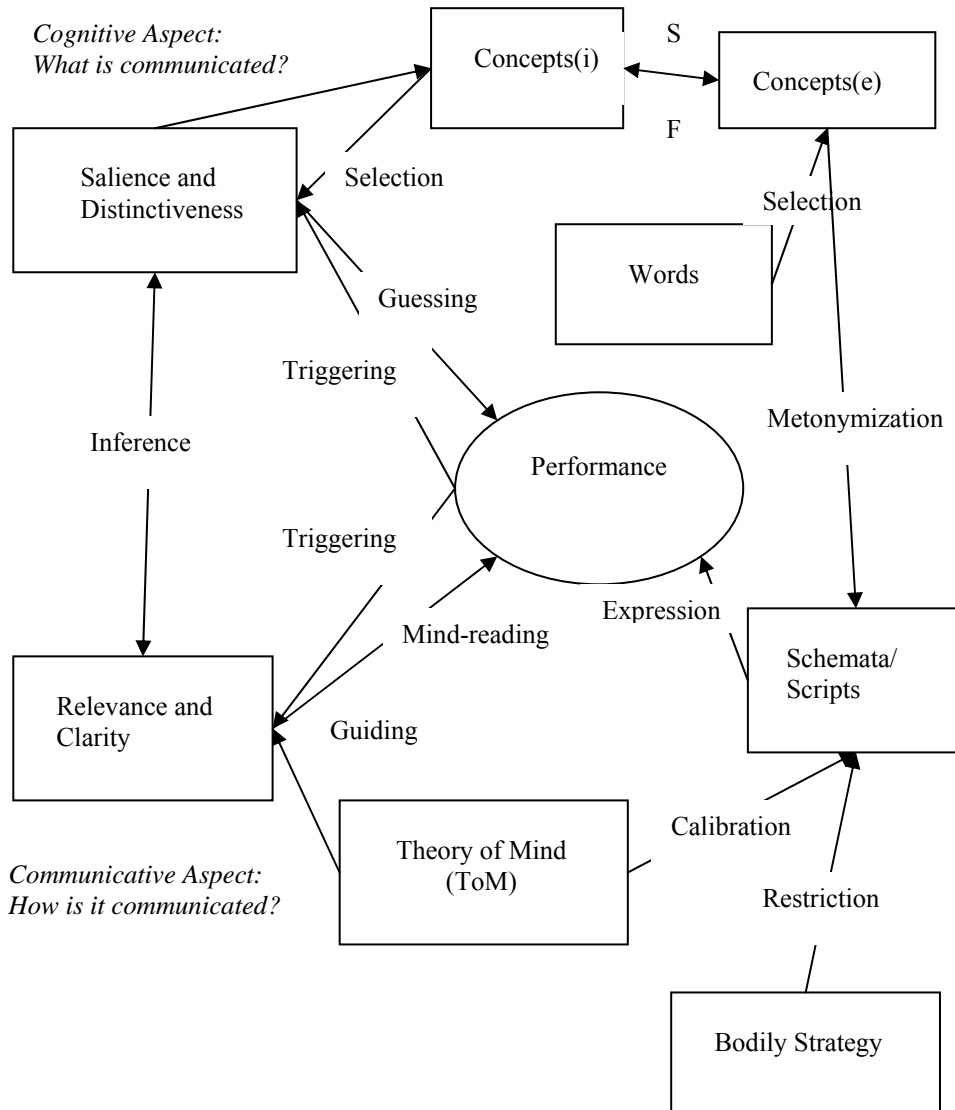 Cognitive Aspect:
What is communicated?
S
Concepts(i)
Concepts(e)
F
Salience and
Distinctiveness
Selection
Selection
Words
Guessing
Triggering
Metonymization
Inference
Performance
Triggering
Expression
Mind-reading
Schemata/
Scripts
Relevance and
Clarity
Guiding
Calibration
Theory of Mind
(ToM)
Communicative Aspect:
How is it communicated?
Restriction
Bodily Strategy